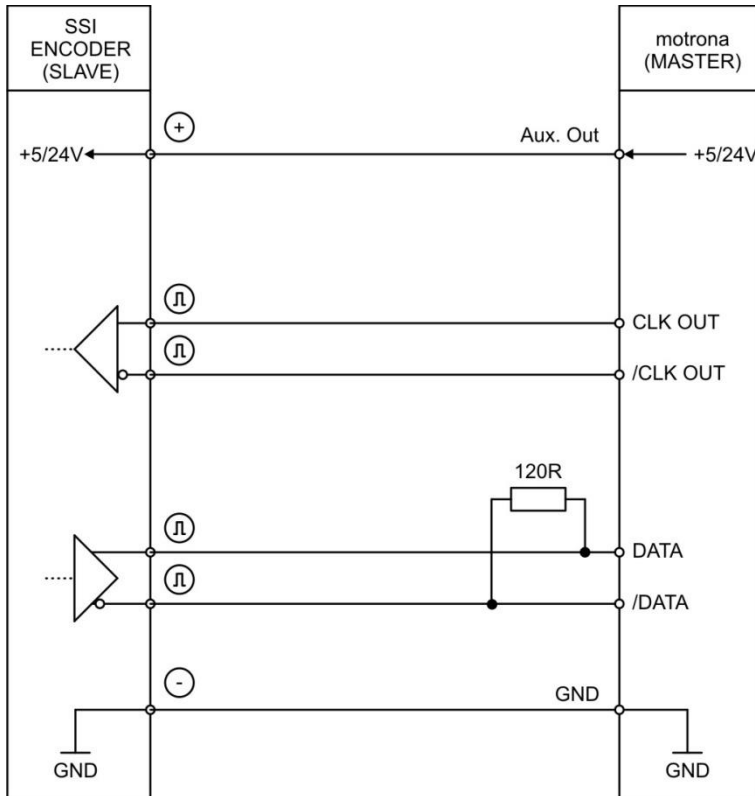 SSI
ENCODER
(SLAVE)
motrona
(MASTER)
+
Aux. Out
+5/24V
+5/24V
CLK OUT
/CLK OUT
120R
DATA
/DATA
-
GND
GND
GND